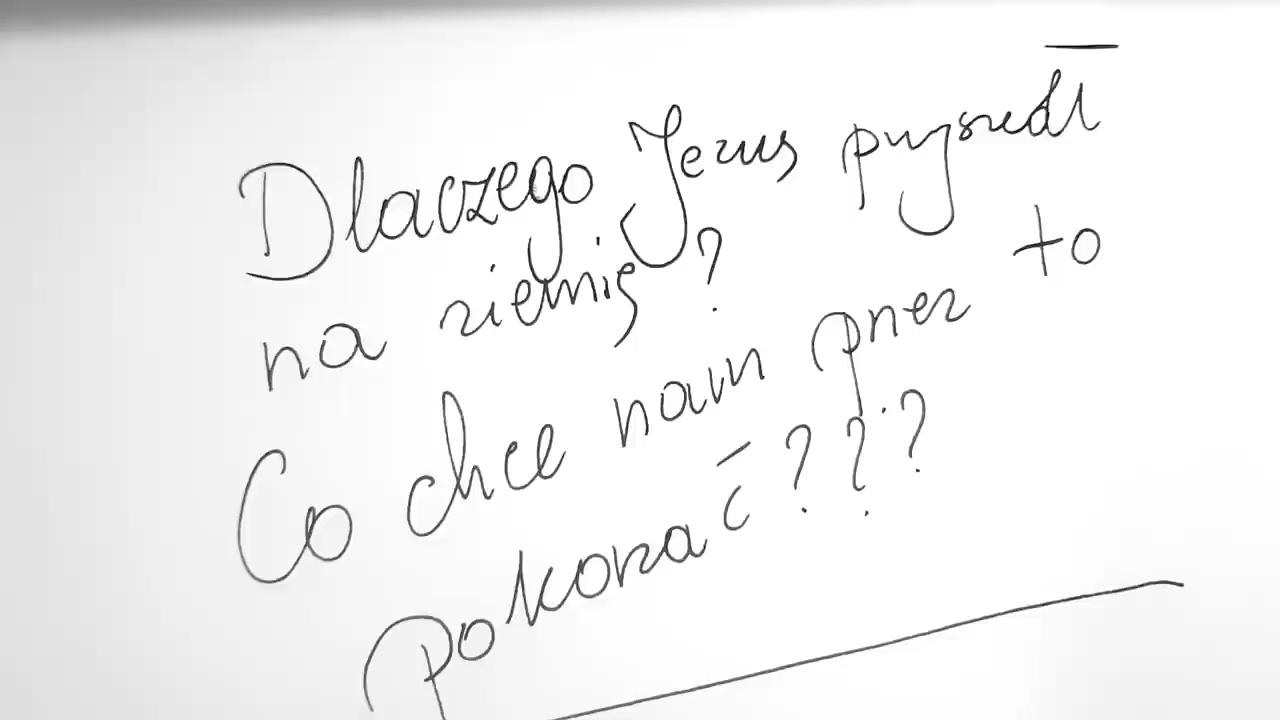 Dlaczego Jezus przyszedł
na ziemię?
Co chce nam przez to
pokazać???